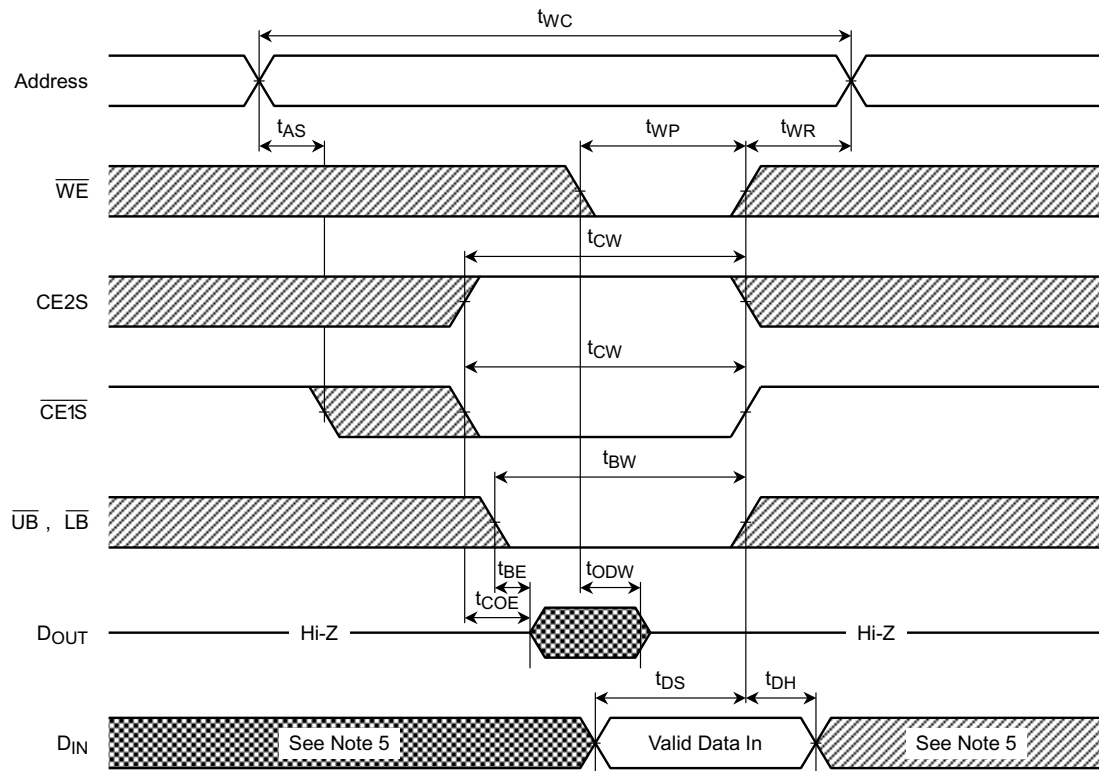 tWC
Address
tAS
tWP
tWR
WE
tCW
CE2S
tCW
CE1S
tBW
UB , LB
tBE
tODW
tCOE
DOUT
Hi-Z
Hi-Z
tDS
tDH
DIN
See Note 5
Valid Data In
See Note 5